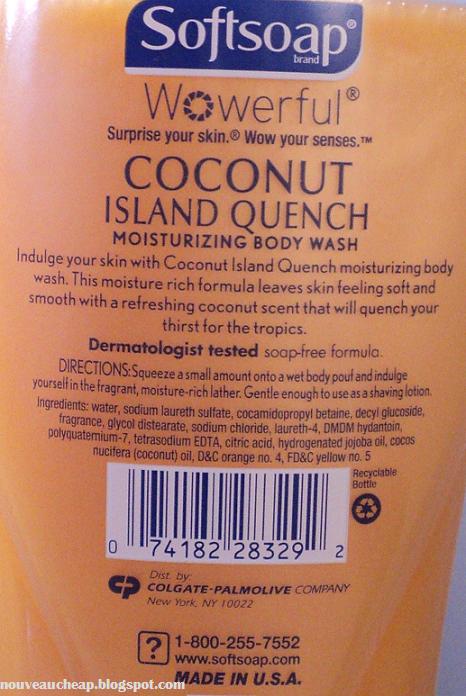 Softsoap®
brand
Wowerful®
Surprise your skin.® Wow your senses.™
COCONUT
ISLAND QUENCH
MOISTURIZING BODY WASH
Indulge your skin with Coconut Island Quench moisturizing body
wash. This moisture rich formula leaves skin feeling soft and
smooth with a refreshing coconut scent that will quench your
thirst for the tropics.
Dermatologist tested soap-free formula.
DIRECTIONS: Squeeze a small amount onto a wet body pouf and indulge
yourself in the fragrant, moisture-rich lather. Gentle enough to use as a shaving lotion.
Ingredients: water, sodium laureth sulfate, cocamidopropyl betaine, decyl glucoside,
fragrance, glycol distearate, sodium chloride, laureth-4, DMDM hydantoin,
polyquaternium-7, tetrasodium EDTA, citric acid, hydrogenated jojoba oil, cocos
nucifera (coconut) oil, D&C orange no. 4, FD&C yellow no. 5
Recyclable
Bottle
0 74182 28329 2
Dist. by:
CP COLGATE-PALMOLIVE COMPANY
New York, NY 10022
? 1-800-255-7552
www.softsoap.com
MADE IN U.S.A.
nouveaucheap.blogspot.com